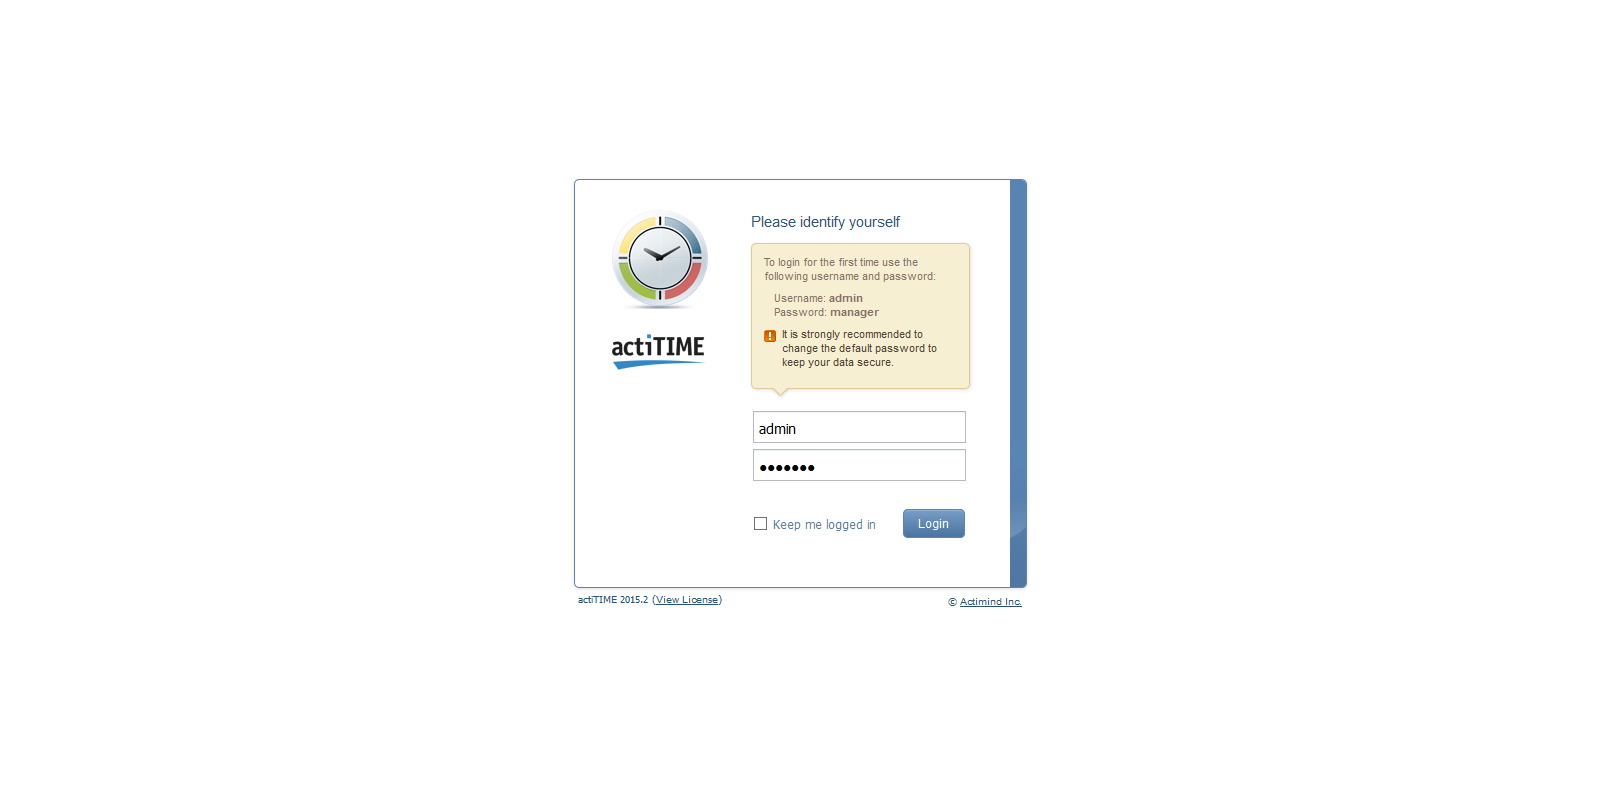 Please identify yourself
To login for the first time use the
following username and password:
Username: admin
Password: manager
It is strongly recommended to
change the default password to
keep your data secure.
actiTIME
admin
•••••••
Keep me logged in
Login
actiTIME 2015.2 (View License)
© Actimind Inc.